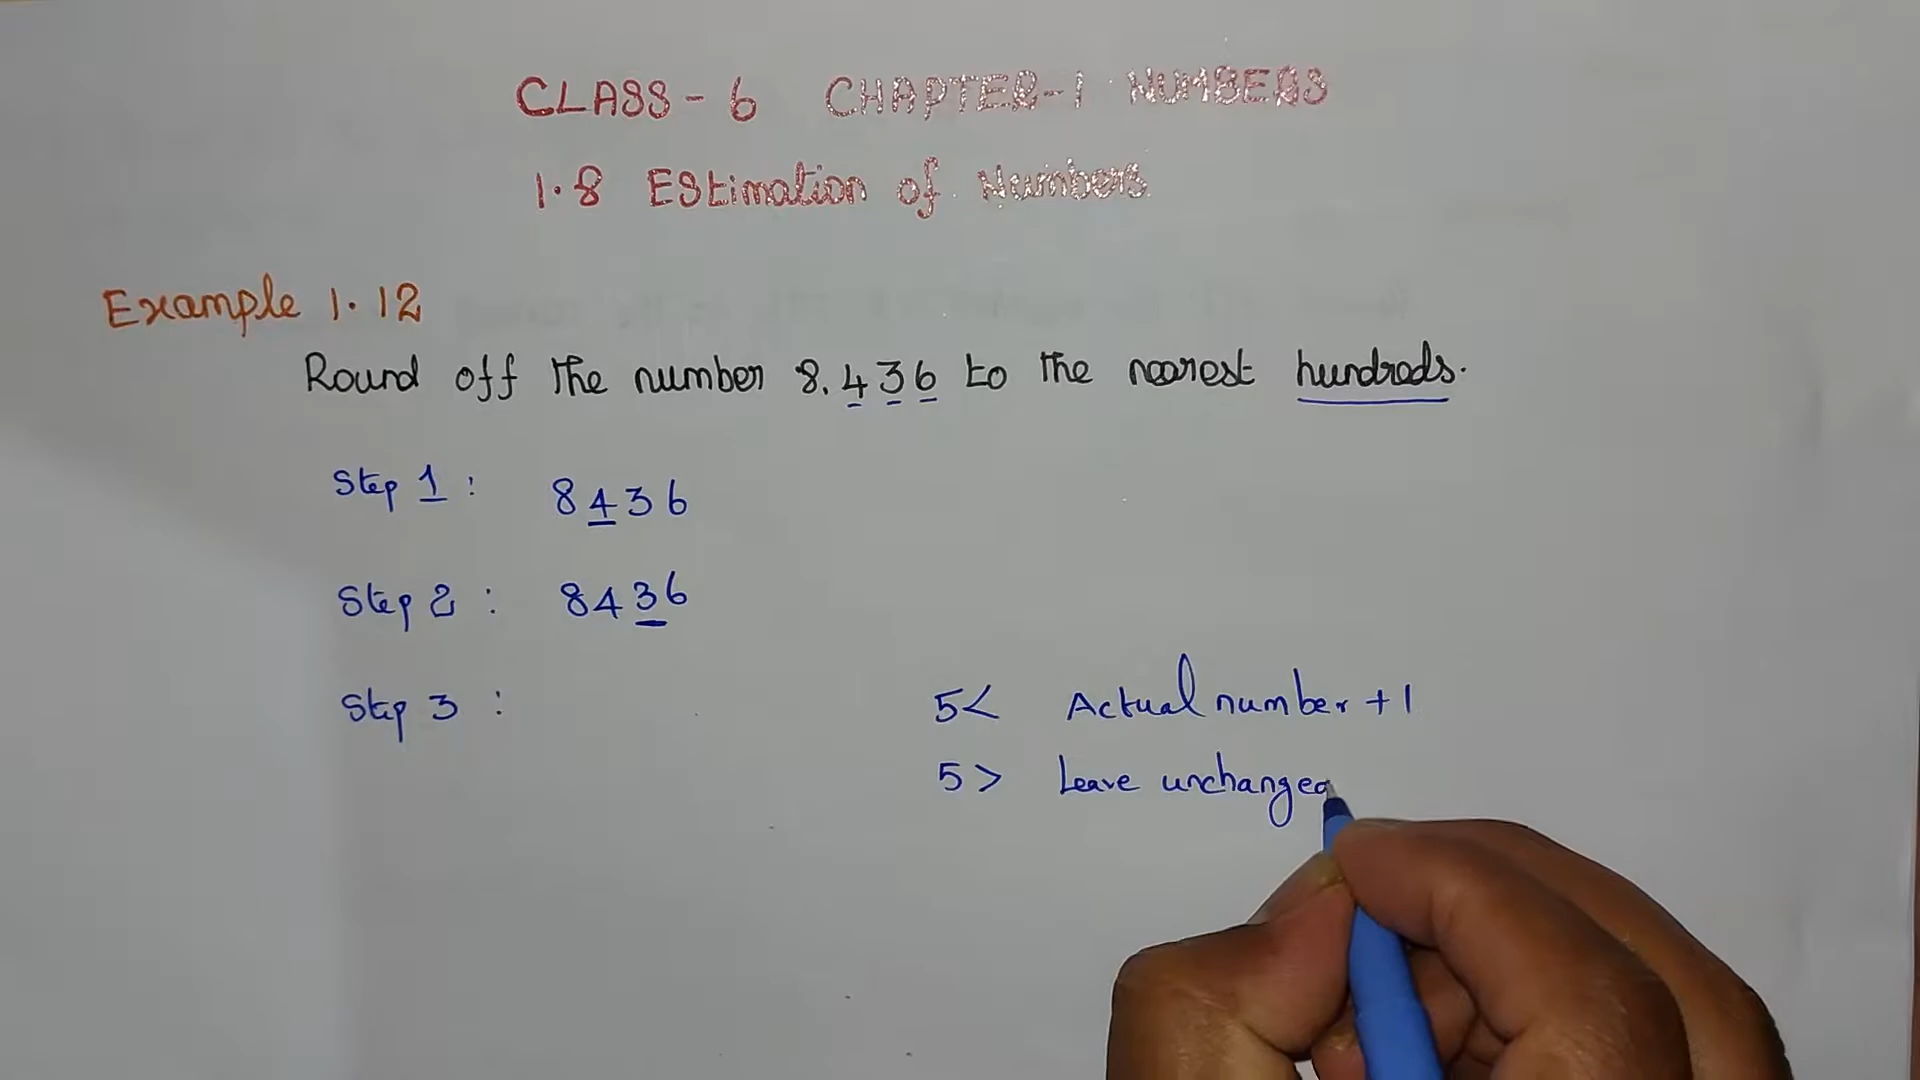 CLASS - 6 CHAPTER-1 NUMBERS
1.8 Estimation of Numbers
Example 1.12
Round off the number 8,436 to the nearest hundreds.
Step 1 : 8436
Step 2 : 8436
Step 3 :
5< Actual number +1
5> Leave unchanged